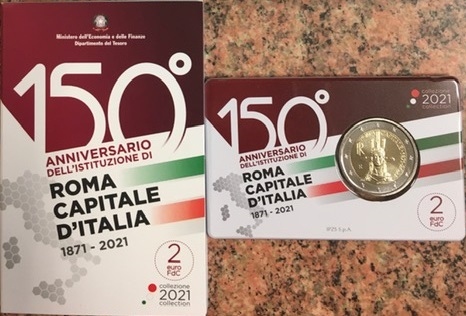 Ministero dell'Economia e delle Finanze
Dipartimento del Tesoro
150°
ANNIVERSARIO
DELL'ISTITUZIONE DI
ROMA
CAPITALE
D'ITALIA
1871 - 2021
2
euro
FdC
collezione
2021
collection
150°
collezione
2021
collection
ANNIVERSARIO
DELL'ISTITUZIONE DI
ROMA
CAPITALE
D'ITALIA
1871 - 2021
2
euro
FdC